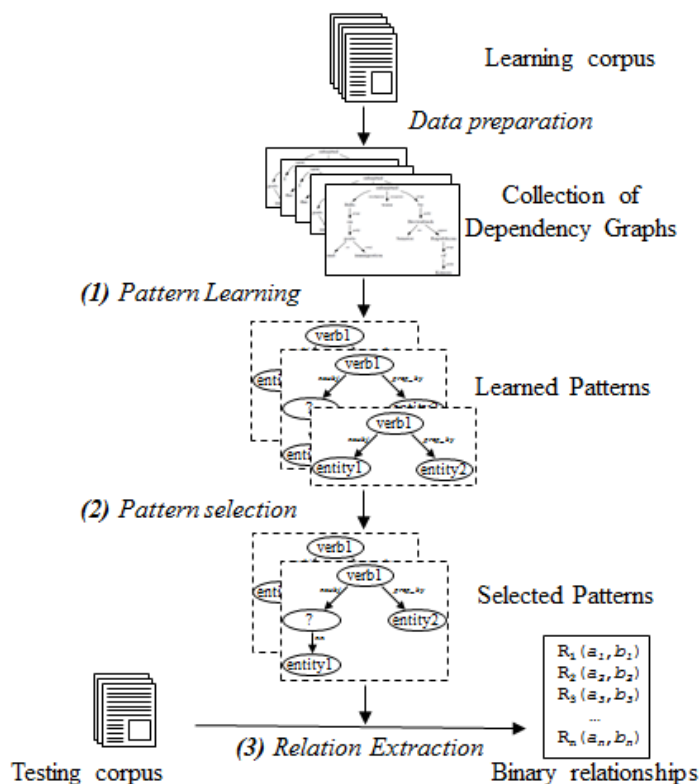 Learning corpus
Data preparation
Collection of
Dependency Graphs
(1) Pattern Learning
verb1
verb1
?
Learned Patterns
verb1
entity1
entity2
(2) Pattern selection
verb1
verb1
?
entity2
nn
entity1
Selected Patterns
R₁(a₁,b₁)
R₂(a₂,b₂)
R₃(a₃,b₃)
…
Rₙ(aₙ,bₙ)
(3) Relation Extraction
Testing corpus
Binary relationships